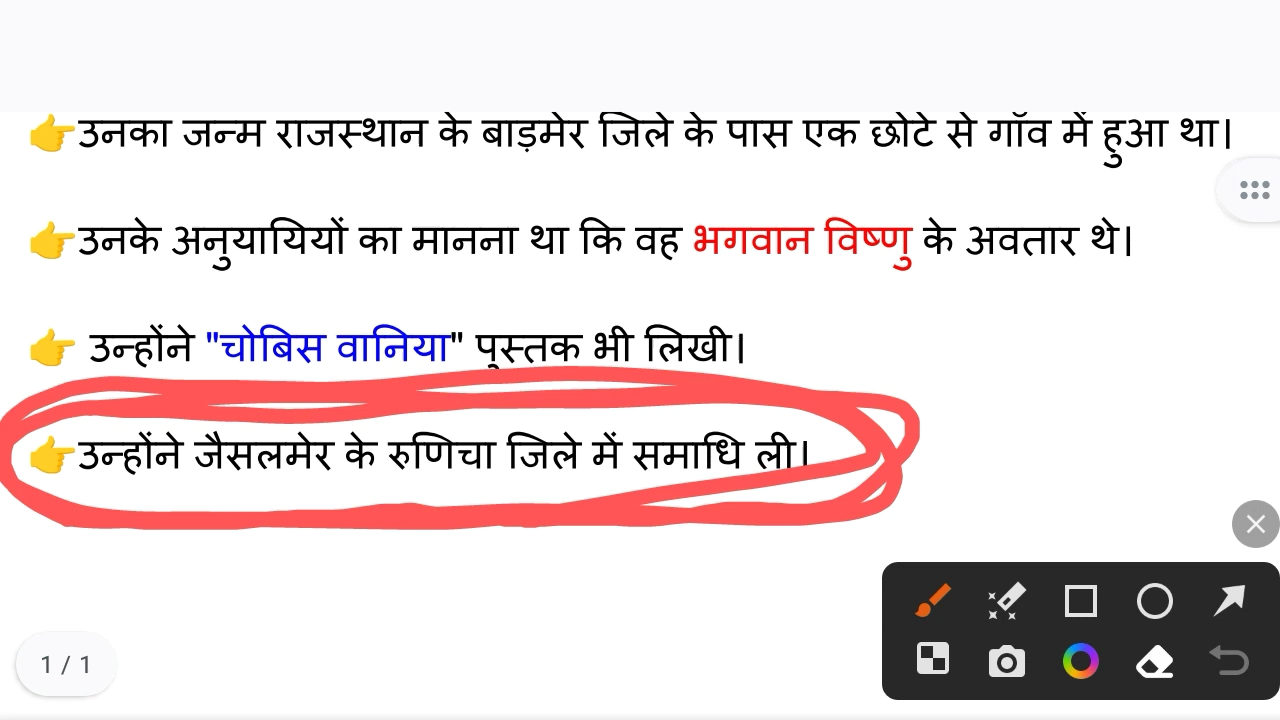 👉उनका जन्म राजस्थान के बाड़मेर जिले के पास एक छोटे से गॉव में हुआ था।
👉उनके अनुयायियों का मानना था कि वह भगवान विष्णु के अवतार थे।
👉 उन्होंने "चोबिस वानिया" पुस्तक भी लिखी।
👉उन्होंने जैसलमेर के रुणिचा जिले में समाधि ली।
1 / 1